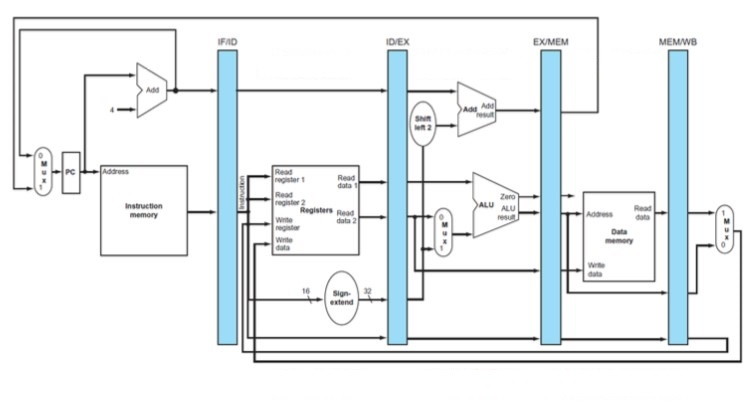 IF/ID
ID/EX
EX/MEM
MEM/WB
Add
4
Shift
left 2
Add
Add
result
0
M
u
x
1
PC
Address
Instruction
memory
Instruction
Read
register 1
Read
register 2
Write
register
Write
data
Registers
Read
data 1
Read
data 2
0
M
u
x
1
ALU
Zero
ALU
result
Address
Read
data
Data
memory
Write
data
1
M
u
x
0
16
Sign-
extend
32